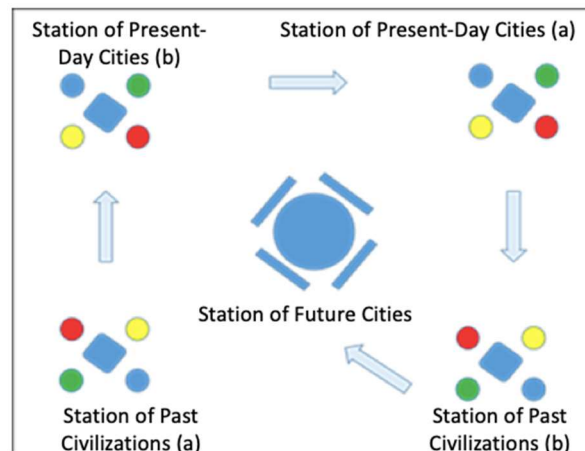 Station of Present-
Day Cities (b)
Station of Present-Day Cities (a)
Station of Future Cities
Station of Past
Civilizations (a)
Station of Past
Civilizations (b)